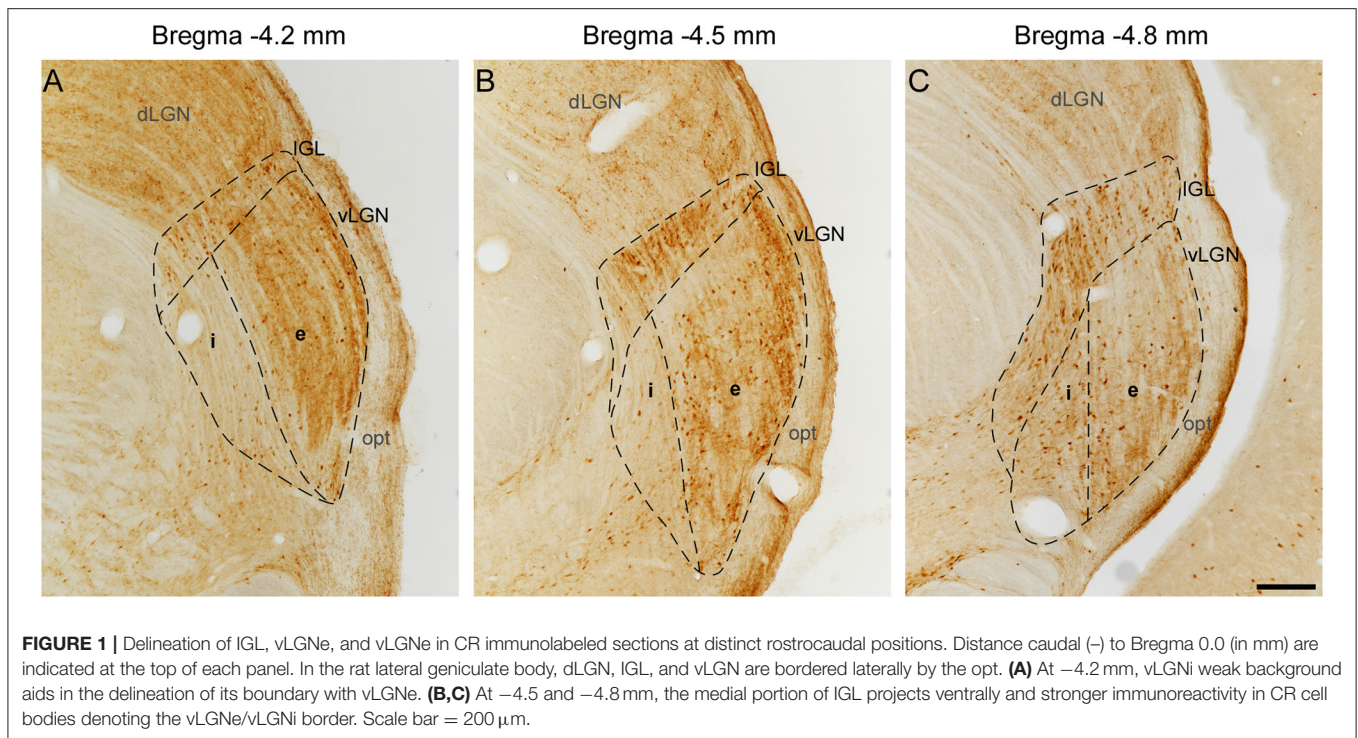 Bregma -4.2 mm
Bregma -4.5 mm
Bregma -4.8 mm
A
dLGN
IGL
vLGN
i
e
opt
B
dLGN
IGL
vLGN
i
e
opt
C
dLGN
IGL
vLGN
i
e
opt
FIGURE 1 | Delineation of IGL, vLGNe, and vLGNe in CR immunolabeled sections at distinct rostrocaudal positions. Distance caudal (–) to Bregma 0.0 (in mm) are
indicated at the top of each panel. In the rat lateral geniculate body, dLGN, IGL, and vLGN are bordered laterally by the opt. (A) At −4.2 mm, vLGNi weak background
aids in the delineation of its boundary with vLGNe. (B,C) At −4.5 and −4.8 mm, the medial portion of IGL projects ventrally and stronger immunoreactivity in CR cell
bodies denoting the vLGNe/vLGNi border. Scale bar = 200 μm.